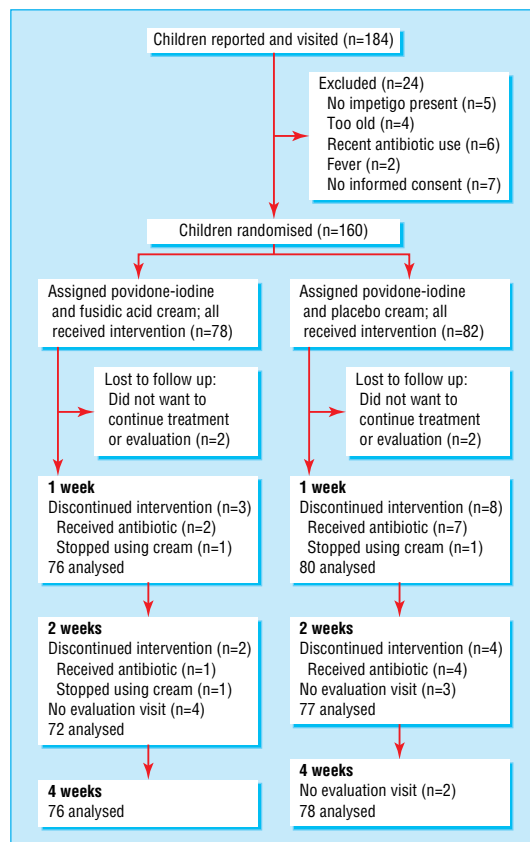 Children reported and visited (n=184)
Excluded (n=24)
No impetigo present (n=5)
Too old (n=4)
Recent antibiotic use (n=6)
Fever (n=2)
No informed consent (n=7)
Children randomised (n=160)
Assigned povidone-iodine
and fusidic acid cream; all
received intervention (n=78)
Assigned povidone-iodine
and placebo cream; all
received intervention (n=82)
Lost to follow up:
Did not want to
continue treatment
or evaluation (n=2)
Lost to follow up:
Did not want to
continue treatment
or evaluation (n=2)
1 week
Discontinued intervention (n=3)
Received antibiotic (n=2)
Stopped using cream (n=1)
76 analysed
1 week
Discontinued intervention (n=8)
Received antibiotic (n=7)
Stopped using cream (n=1)
80 analysed
2 weeks
Discontinued intervention (n=2)
Received antibiotic (n=1)
Stopped using cream (n=1)
No evaluation visit (n=4)
72 analysed
2 weeks
Discontinued intervention (n=4)
Received antibiotic (n=4)
No evaluation visit (n=3)
77 analysed
4 weeks
76 analysed
4 weeks
No evaluation visit (n=2)
78 analysed